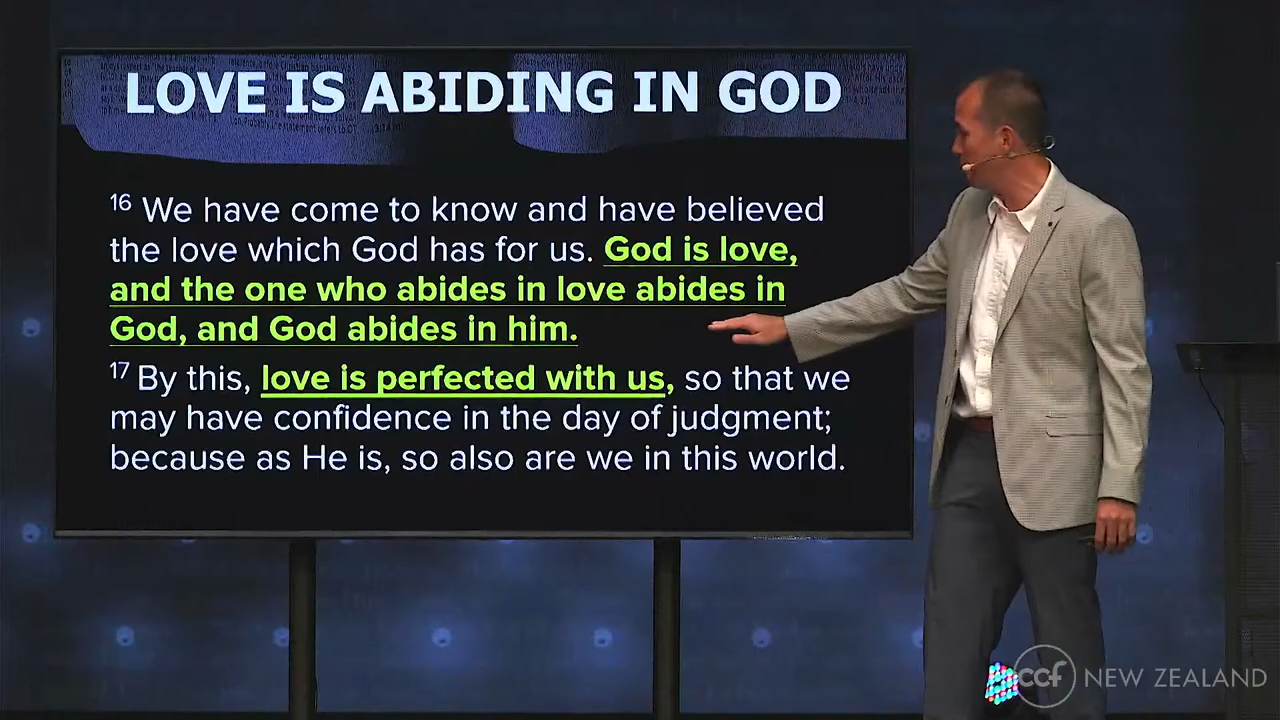 LOVE IS ABIDING IN GOD
16 We have come to know and have believed
the love which God has for us. God is love,
and the one who abides in love abides in
God, and God abides in him.
17 By this, love is perfected with us, so that we
may have confidence in the day of judgment;
because as He is, so also are we in this world.
ccf NEW ZEALAND